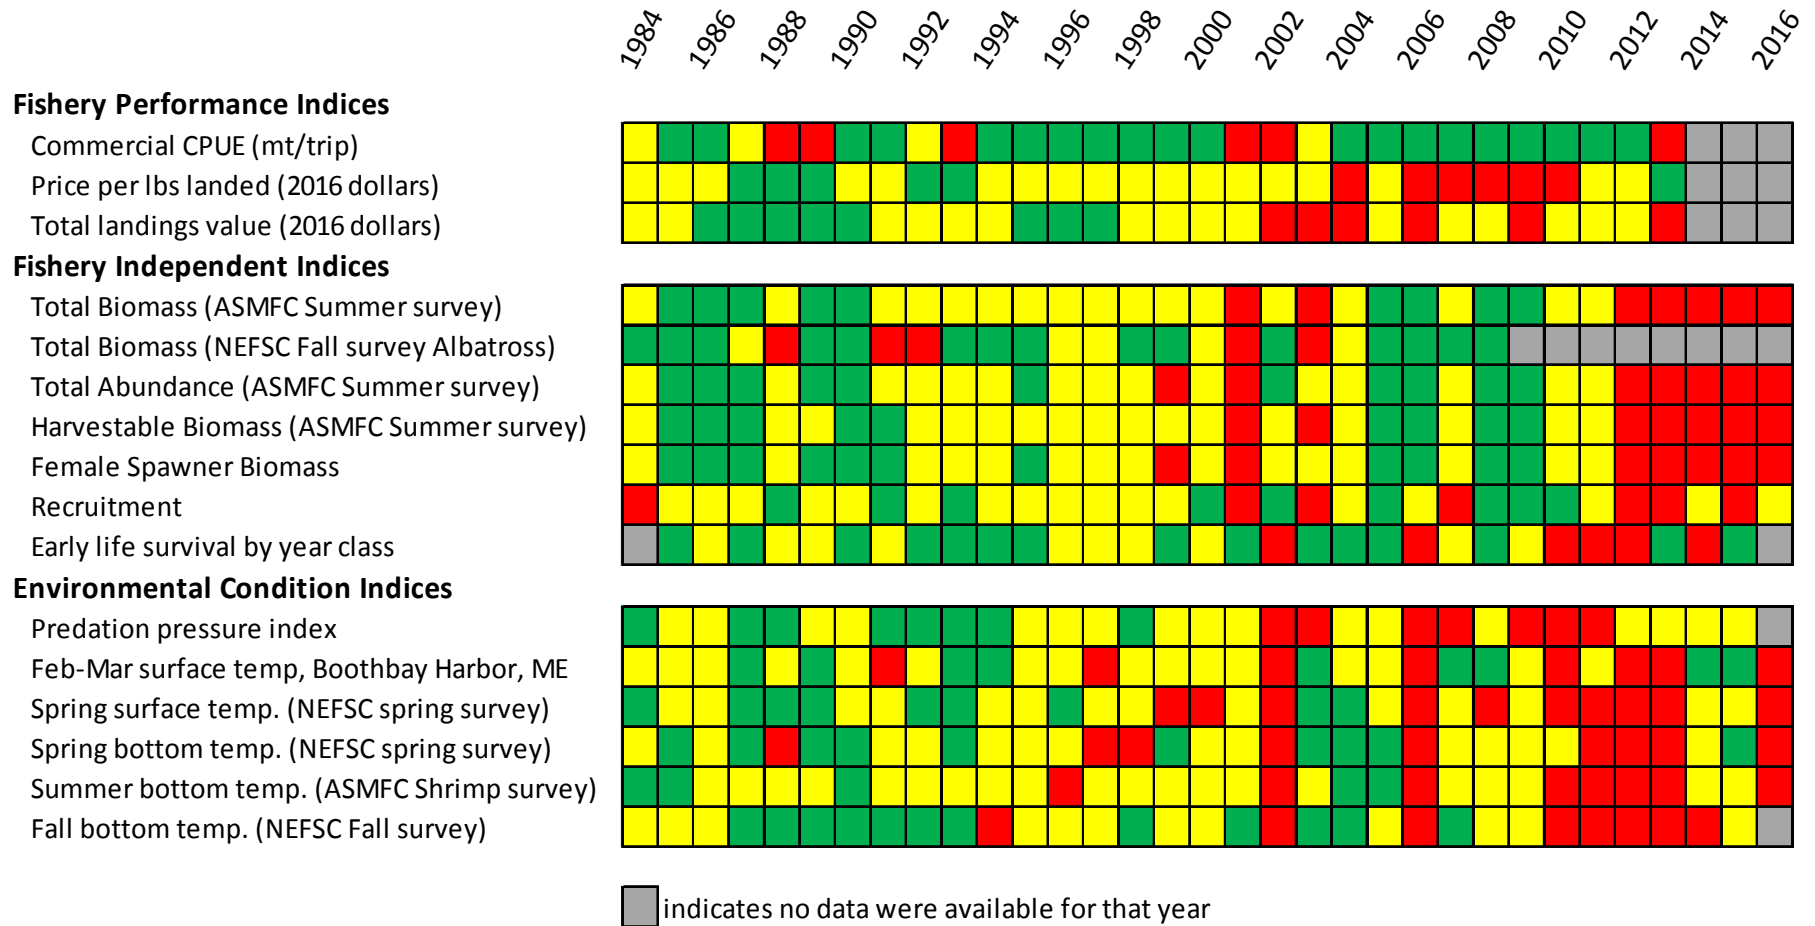 1984 1986 1988 1990 1992 1994 1996 1998 2000 2002 2004 2006 2008 2010 2012 2014 2016
Fishery Performance Indices
Commercial CPUE (mt/trip)
Price per lbs landed (2016 dollars)
Total landings value (2016 dollars)
Fishery Independent Indices
Total Biomass (ASMFC Summer survey)
Total Biomass (NEFSC Fall survey Albatross)
Total Abundance (ASMFC Summer survey)
Harvestable Biomass (ASMFC Summer survey)
Female Spawner Biomass
Recruitment
Early life survival by year class
Environmental Condition Indices
Predation pressure index
Feb-Mar surface temp, Boothbay Harbor, ME
Spring surface temp. (NEFSC spring survey)
Spring bottom temp. (NEFSC spring survey)
Summer bottom temp. (ASMFC Shrimp survey)
Fall bottom temp. (NEFSC Fall survey)
indicates no data were available for that year